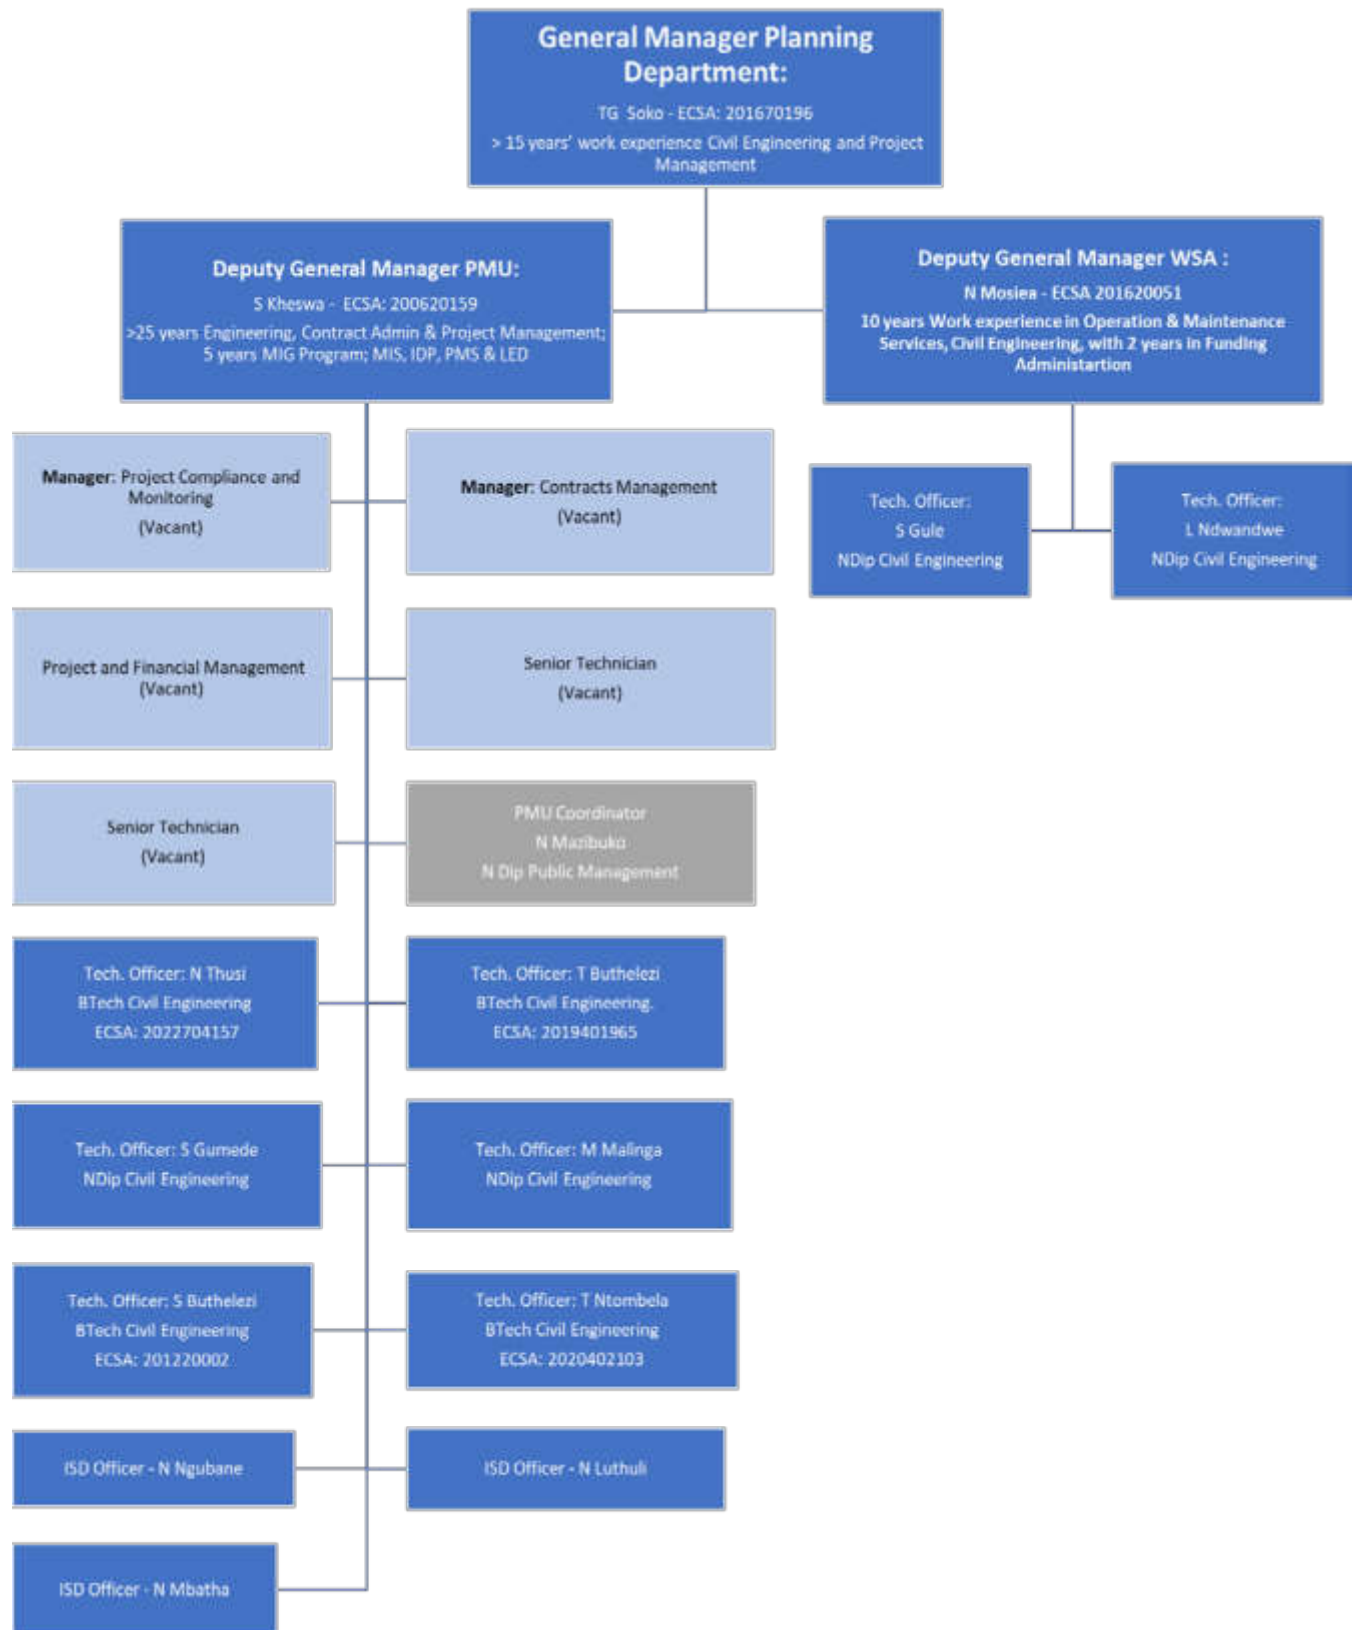 General Manager Planning
Department:
TG Soko - ECSA: 201670196
> 15 years' work experience Civil Engineering and Project
Management
Deputy General Manager PMU:
S Kheswa - ECSA: 200620159
>25 years Engineering, Contract Admin & Project Management;
5 years MIG Program; MIS, IDP, PMS & LED
Deputy General Manager WSA :
N Mosiea - ECSA 201620051
10 years Work experience in Operation & Maintenance
Services, Civil Engineering, with 2 years in Funding
Administartion
Manager: Project Compliance and
Monitoring
(Vacant)
Manager: Contracts Management
(Vacant)
Tech. Officer:
S Gule
NDip Civil Engineering
Tech. Officer:
L Ndwandwe
NDip Civil Engineering
Project and Financial Management
(Vacant)
Senior Technician
(Vacant)
Senior Technician
(Vacant)
PMU Coordinator
N Mazibuko
N Dip Public Management
Tech. Officer: N Thusi
BTech Civil Engineering
ECSA: 2022704157
Tech. Officer: T Buthelezi
BTech Civil Engineering.
ECSA: 2019401965
Tech. Officer: S Gumede
NDip Civil Engineering
Tech. Officer: M Malinga
NDip Civil Engineering
Tech. Officer: S Buthelezi
BTech Civil Engineering
ECSA: 201220002
Tech. Officer: T Ntombela
BTech Civil Engineering
ECSA: 2020402103
ISD Officer - N Ngubane
ISD Officer - N Luthuli
ISD Officer - N Mbatha